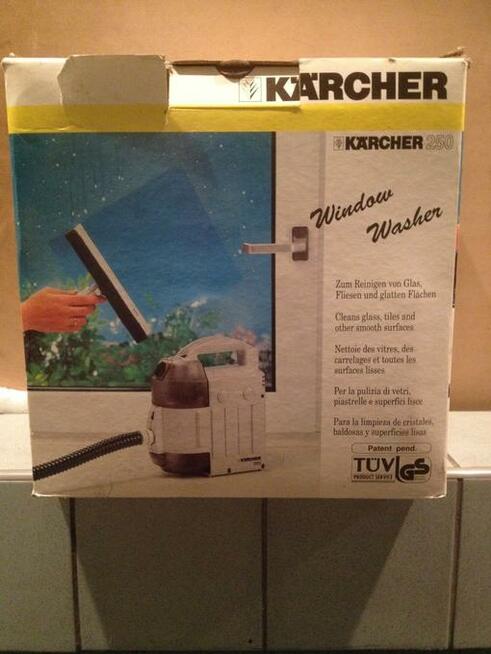 KÄRCHER
KÄRCHER 250
Window
Washer
Zum Reinigen von Glas,
Fliesen und glatten Flächen
Cleans glass, tiles and
other smooth surfaces
Nettoie des vitres, des
carrelages et toutes les
surfaces lisses
Per la pulizia di vetri,
piastrelle e superfici lisce
Para la limpieza de cristales,
baldosas y superficies lisas
Patent pend.
TÜV GS
PRODUCT SERVICE
KÄRCHER